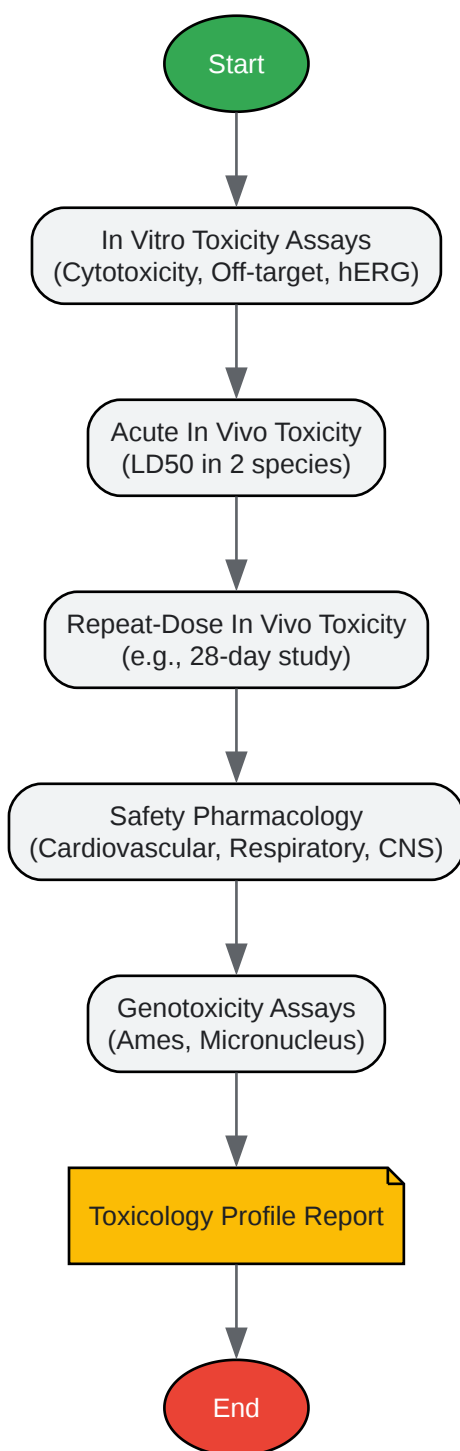 Start
In Vitro Toxicity Assays
(Cytotoxicity, Off-target, hERG)
Acute In Vivo Toxicity
(LD50 in 2 species)
Repeat-Dose In Vivo Toxicity
(e.g., 28-day study)
Safety Pharmacology
(Cardiovascular, Respiratory, CNS)
Genotoxicity Assays
(Ames, Micronucleus)
Toxicology Profile Report
End